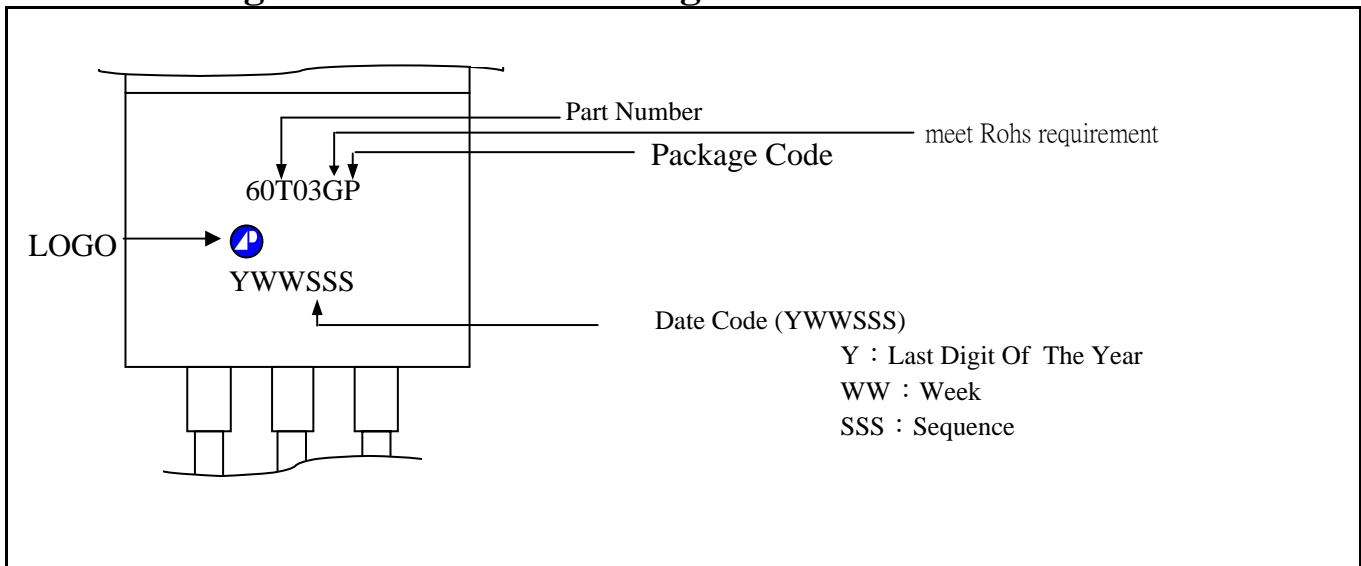 Part Number
meet Rohs requirement
Package Code
60T03GP
LOGO
YWWSSS
Date Code (YWWSSS)
Y：Last Digit Of The Year
WW：Week
SSS：Sequence